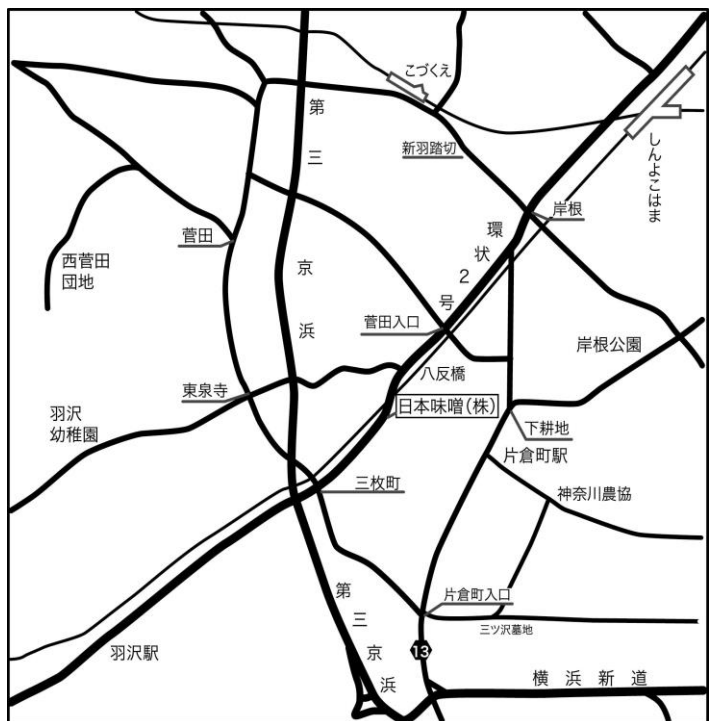 こづくえ
第三京浜
新羽踏切
しんよこはま
岸根
環状2号
菅田
西菅田
団地
菅田入口
岸根公園
八反橋
東泉寺
日本味噌(株)
羽沢
幼稚園
下耕地
片倉町駅
三枚町
神奈川農協
第三京浜
片倉町入口
三ツ沢墓地
羽沢駅
13
横浜新道